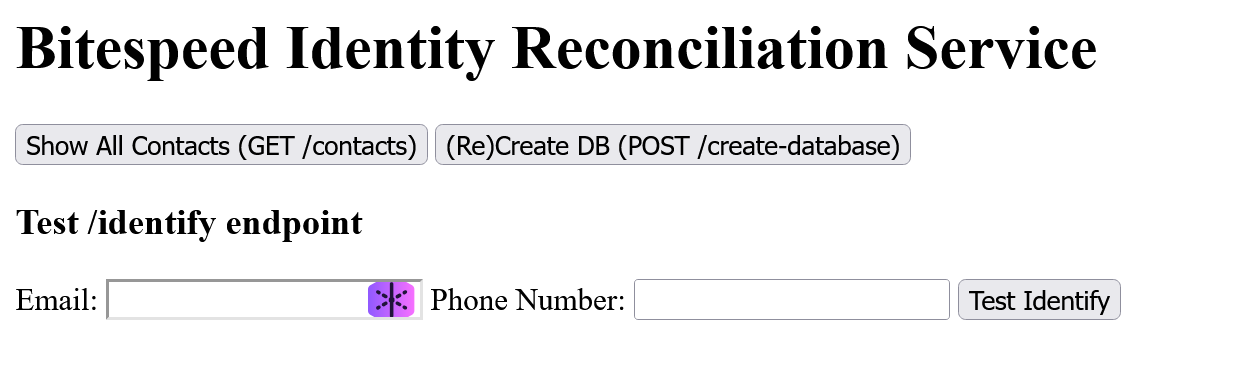 Bitespeed Identity Reconciliation Service
Show All Contacts (GET /contacts) (Re)Create DB (POST /create-database)
Test /identify endpoint
Email: Phone Number: Test Identify